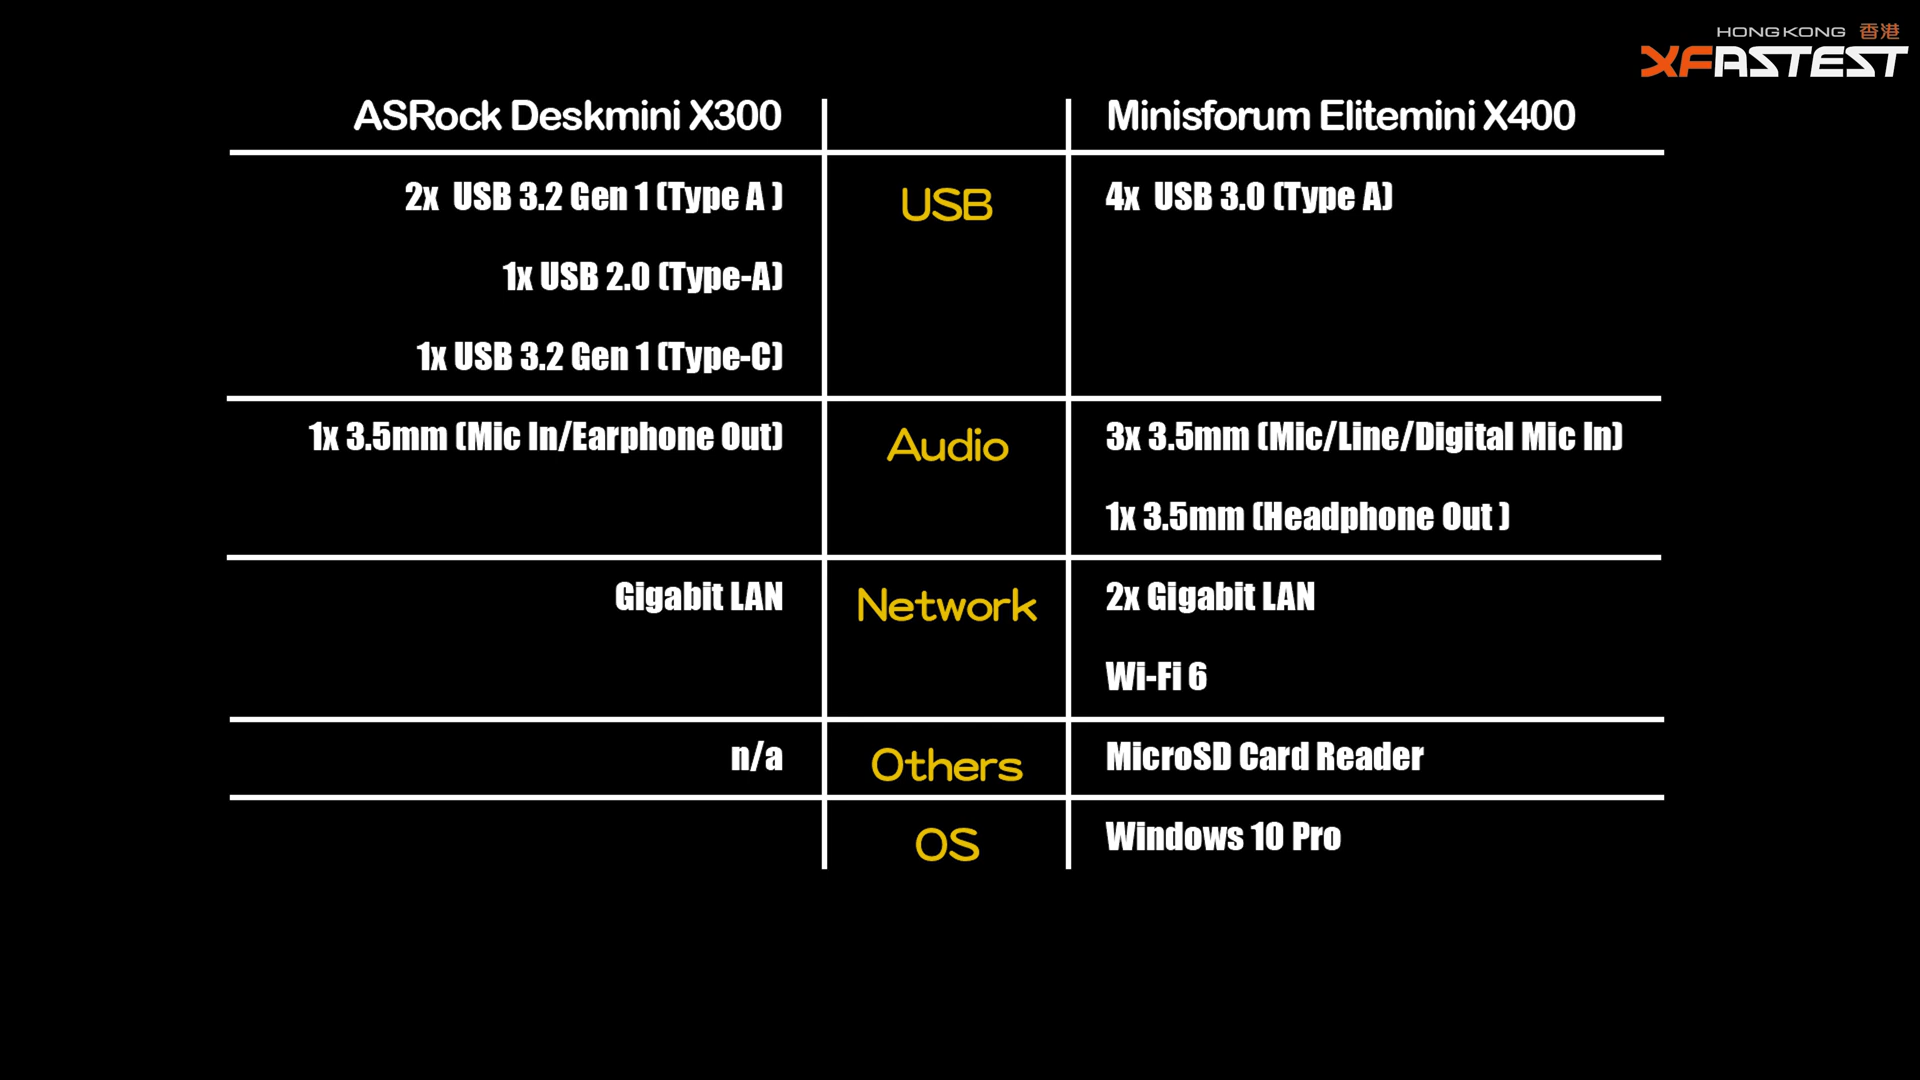 HONG KONG 香港
XFASTEST
ASRock Deskmini X300
Minisforum Elitemini X400
2x  USB 3.2 Gen 1 (Type A )
USB
4x  USB 3.0 (Type A)
1x USB 2.0 (Type-A)
1x USB 3.2 Gen 1 (Type-C)
1x 3.5mm (Mic In/Earphone Out)
Audio
3x 3.5mm (Mic/Line/Digital Mic In)
1x 3.5mm (Headphone Out )
Gigabit LAN
Network
2x Gigabit LAN
Wi-Fi 6
n/a
Others
MicroSD Card Reader
OS
Windows 10 Pro